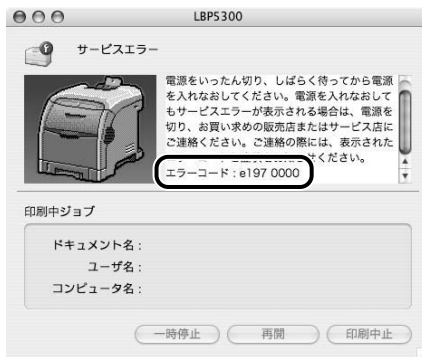 LBP5300
サービスエラー
電源をいったん切り、しばらく待ってから電源
を入れなおしてください。電源を入れなおして
もサービスエラーが表示される場合は、電源を
切り、お買い求めの販売店またはサービス店に
ご連絡ください。ご連絡の際には、表示された
ください。
エラーコード：e197 0000
印刷中ジョブ
ドキュメント名：
ユーザ名：
コンピュータ名：
一時停止
再開
印刷中止